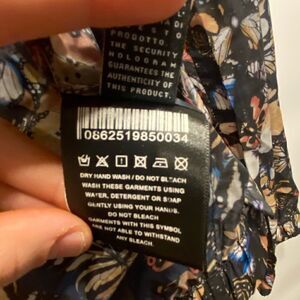 DI
QUESTO
PRODOTTO
THE SECURITY
HOLOGRAM
GUARANTEES THE
AUTHENTICITY OF
THIS PRODUCT.
0862519850034
DRY HAND WASH / DO NOT BLEACH
WASH THESE GARMENTS USING
WATER, DETERGENT OR SOAP
GENTLY USING YOUR HANDS.
DO NOT BLEACH
GARMENTS WITH THIS SYMBOL
ARE NOT ABLE TO WITHSTAND
ANY BLEACH.